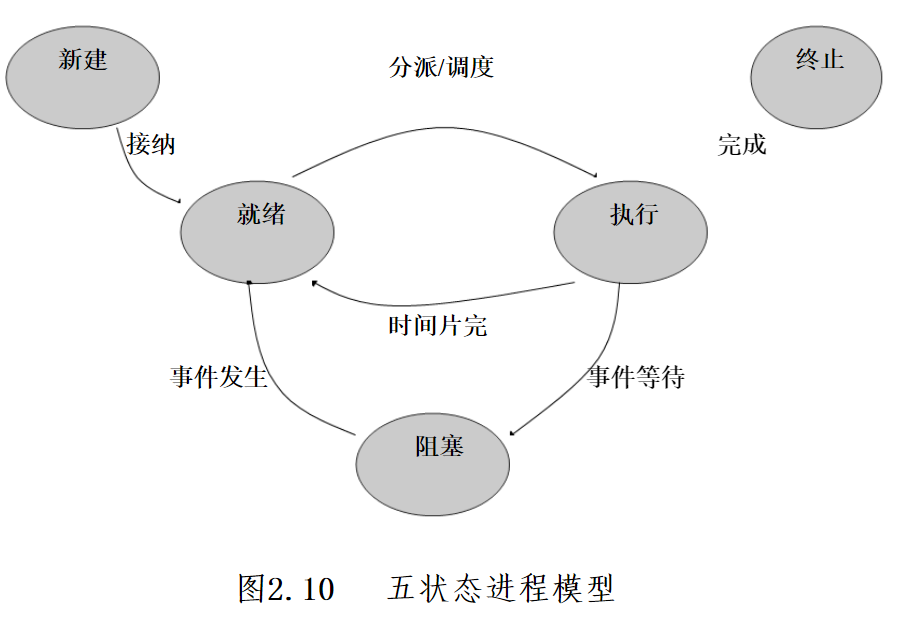 新建
分派/调度
终止
接纳
完成
就绪
执行
时间片完
事件发生
事件等待
阻塞
图2.10 五状态进程模型